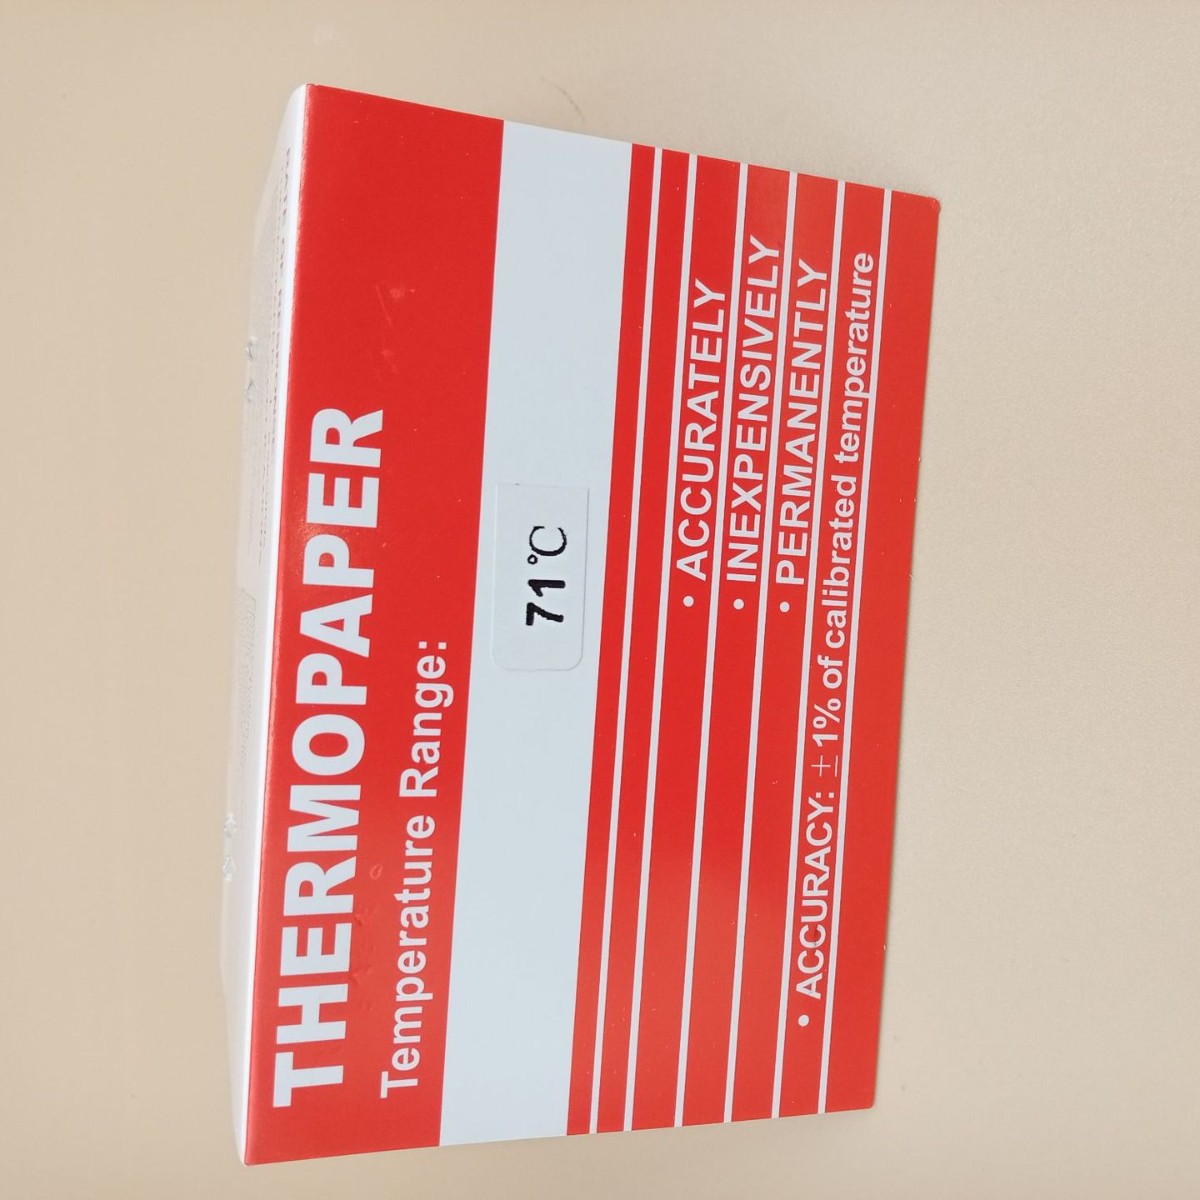 THERMOPAPER
Temperature Range:
71℃
• ACCURATELY
• INEXPENSIVELY
• PERMANENTLY
• ACCURACY: ± 1% of calibrated temperature